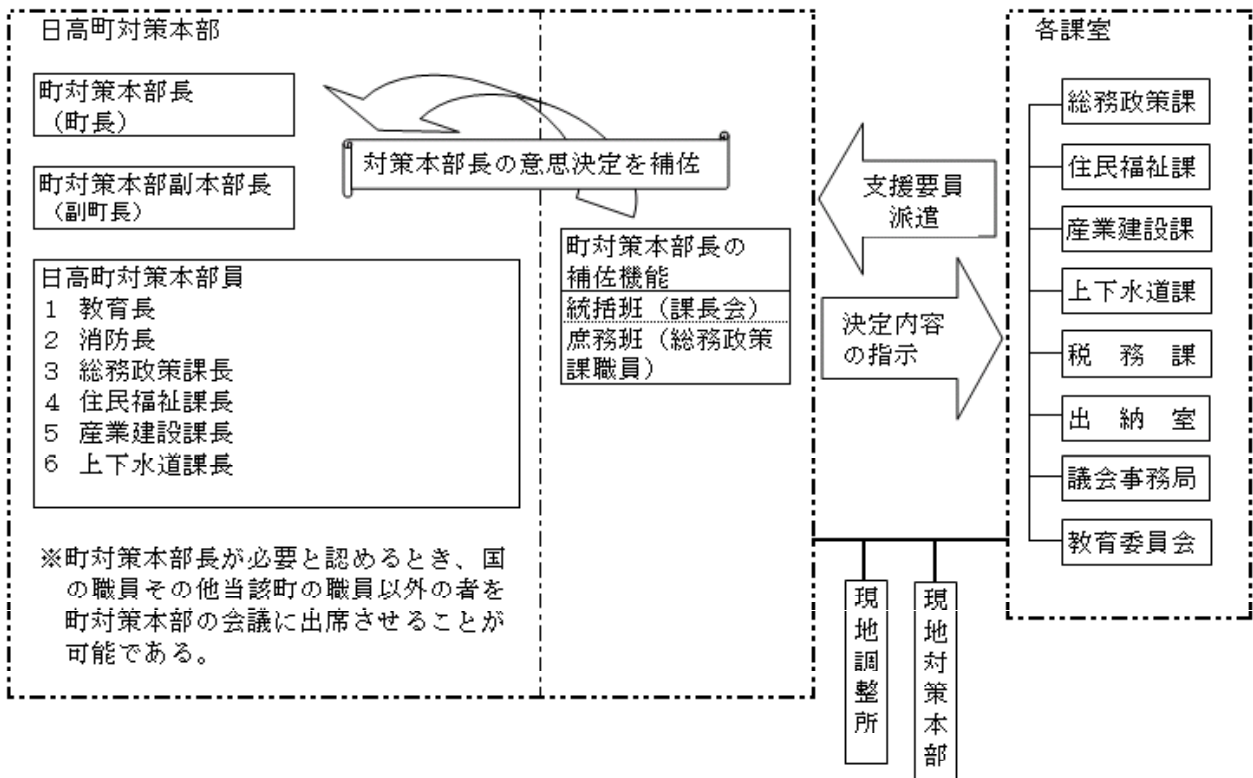 日高町対策本部
町対策本部長
（町長）
町対策本部副本部長
（副町長）
対策本部長の意思決定を補佐
日高町対策本部員
1 教育長
2 消防長
3 総務政策課長
4 住民福祉課長
5 産業建設課長
6 上下水道課長
※町対策本部長が必要と認めるとき、国
の職員その他当該町の職員以外の者を
町対策本部の会議に出席させることが
可能である。
町対策本部長の
補佐機能
統括班（課長会）
庶務班（総務政策
課職員）
支援要員
派遣
決定内容
の指示
各課室
総務政策課
住民福祉課
産業建設課
上下水道課
税　務　課
出　納　室
議会事務局
教育委員会
現地調整所
現地対策本部